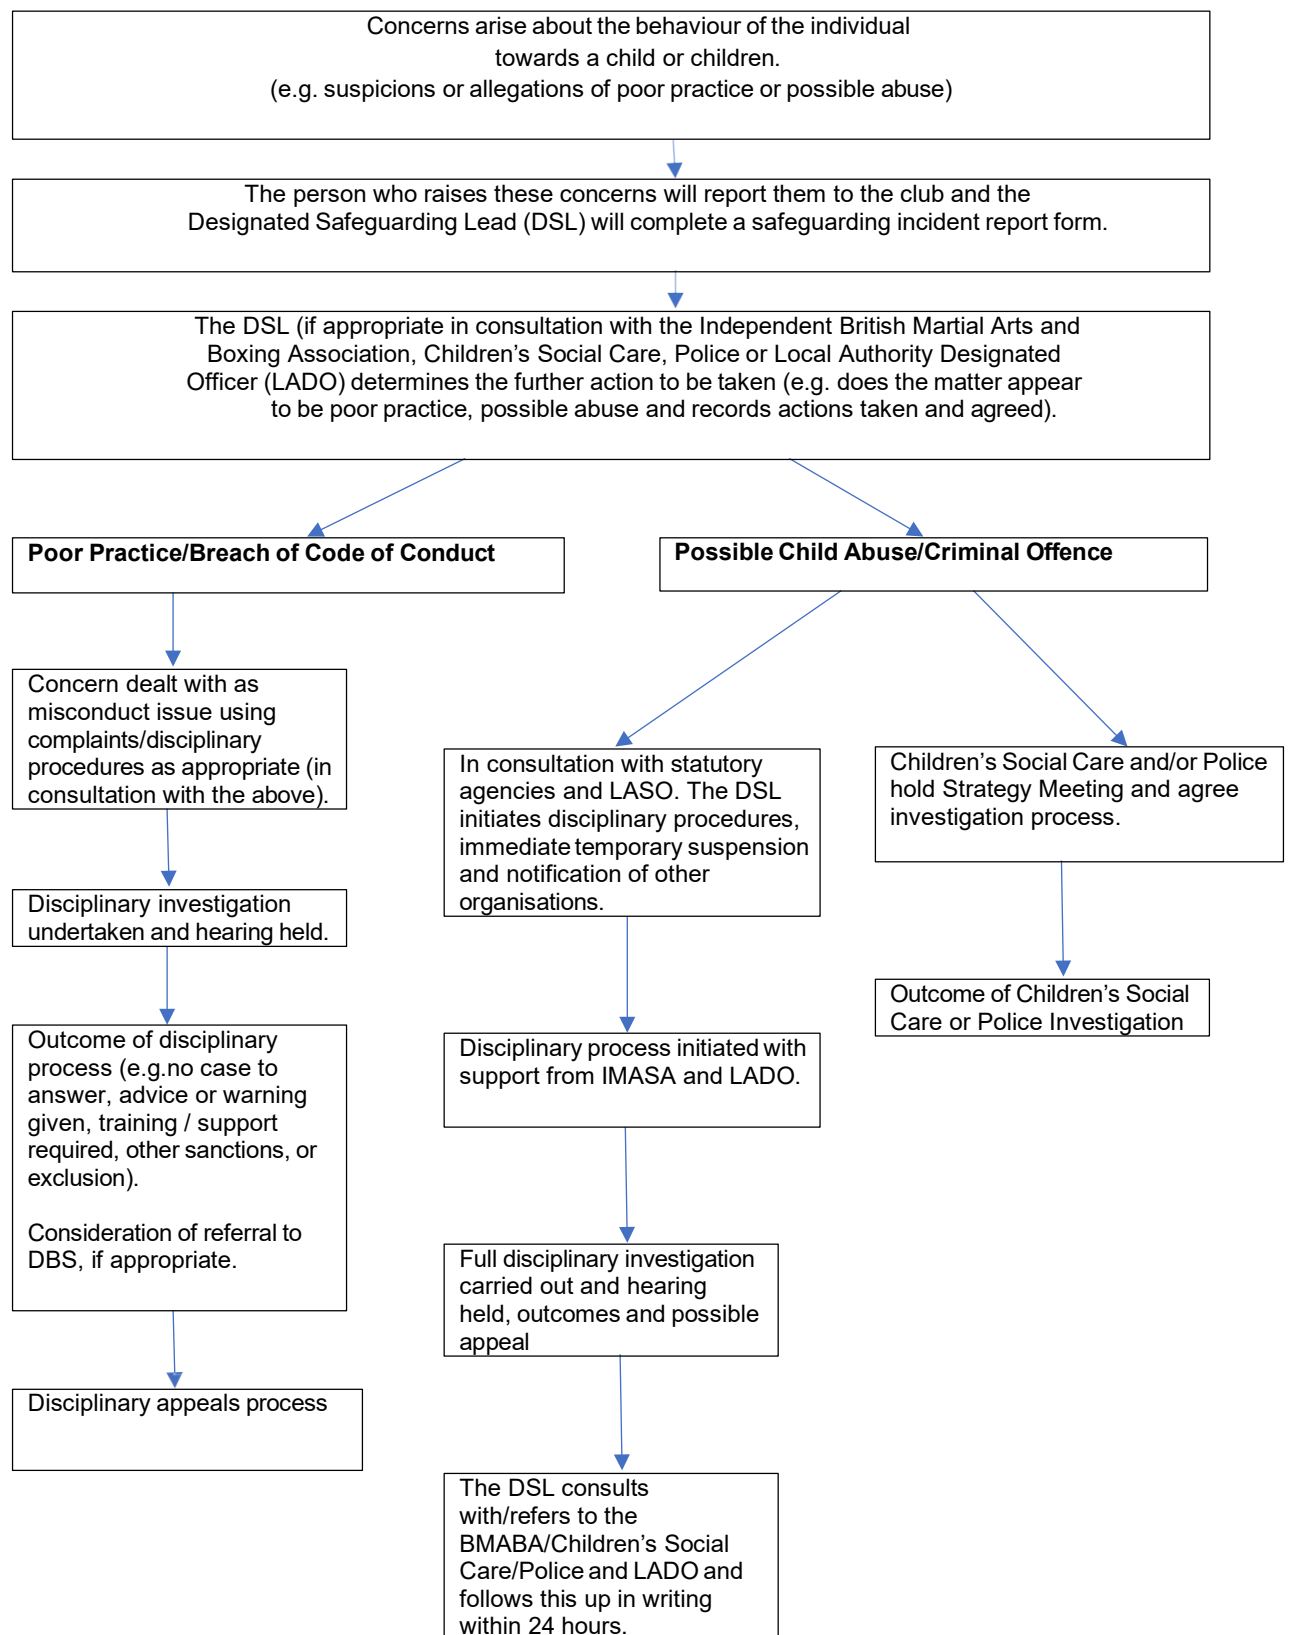 Concerns arise about the behaviour of the individual
towards a child or children.
(e.g. suspicions or allegations of poor practice or possible abuse)
The person who raises these concerns will report them to the club and the
Designated Safeguarding Lead (DSL) will complete a safeguarding incident report form.
The DSL (if appropriate in consultation with the Independent British Martial Arts and
Boxing Association, Children's Social Care, Police or Local Authority Designated
Officer (LADO) determines the further action to be taken (e.g. does the matter appear
to be poor practice, possible abuse and records actions taken and agreed).
Poor Practice/Breach of Code of Conduct
Concern dealt with as
misconduct issue using
complaints/disciplinary
procedures as appropriate (in
consultation with the above).
Disciplinary investigation
undertaken and hearing held.
Outcome of disciplinary
process (e.g.no case to
answer, advice or warning
given, training / support
required, other sanctions, or
exclusion).
Consideration of referral to
DBS, if appropriate.
Disciplinary appeals process
Possible Child Abuse/Criminal Offence
In consultation with statutory
agencies and LASO. The DSL
initiates disciplinary procedures,
immediate temporary suspension
and notification of other
organisations.
Disciplinary process initiated with
support from IMASA and LADO.
Full disciplinary investigation
carried out and hearing
held, outcomes and possible
appeal
The DSL consults
with/refers to the
BMABA/Children's Social
Care/Police and LADO and
follows this up in writing
within 24 hours.
Children's Social Care and/or Police
hold Strategy Meeting and agree
investigation process.
Outcome of Children's Social
Care or Police Investigation